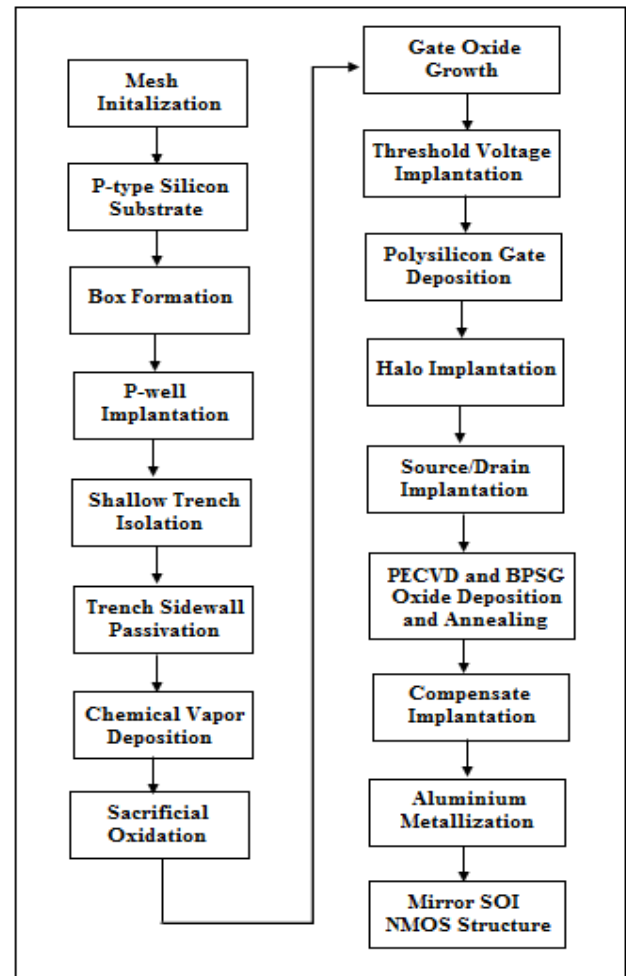 Mesh
Initalization
P-type Silicon
Substrate
Box Formation
P-well
Implantation
Shallow Trench
Isolation
Trench Sidewall
Passivation
Chemical Vapor
Deposition
Sacrificial
Oxidation
Gate Oxide
Growth
Threshold Voltage
Implantation
Polysilicon Gate
Deposition
Halo Implantation
Source/Drain
Implantation
PECVD and BPSG
Oxide Deposition
and Annealing
Compensate
Implantation
Aluminium
Metallization
Mirror SOI
NMOS Structure